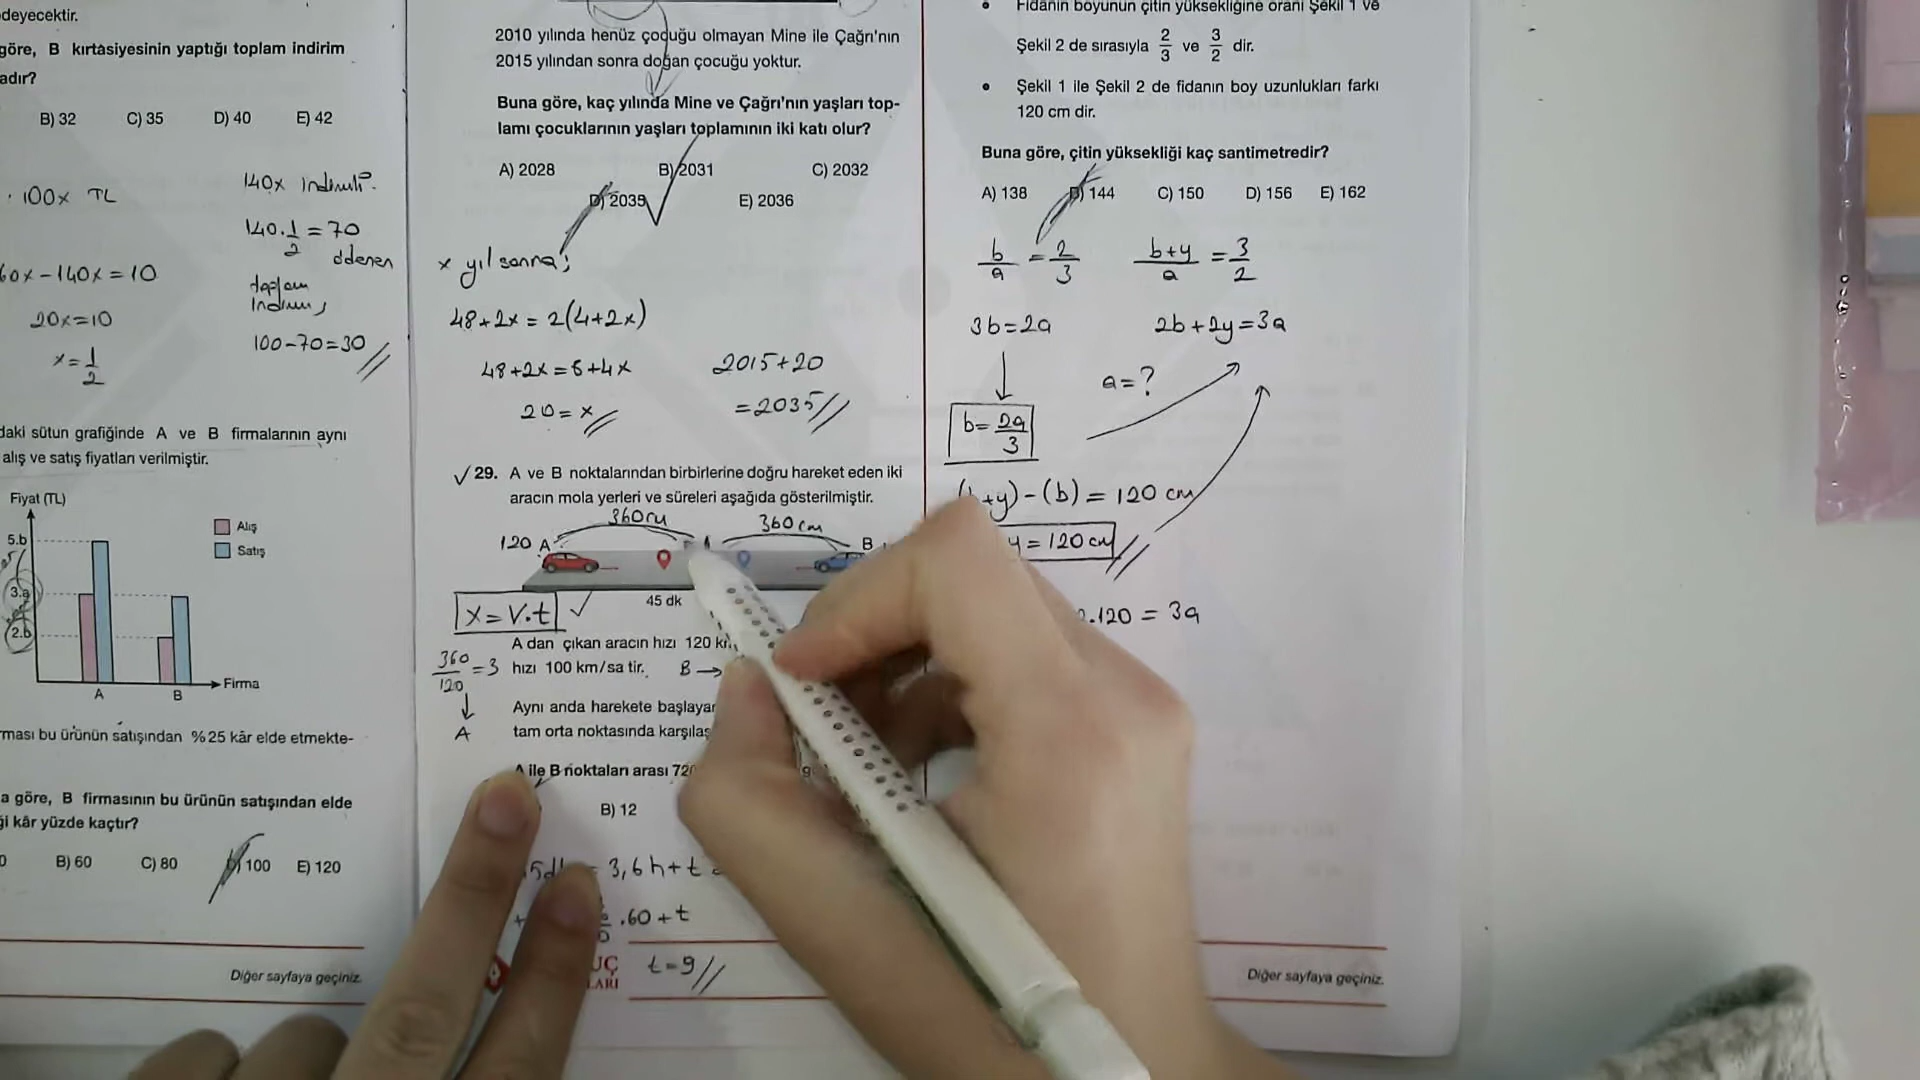 deyecektir.
göre, B kırtasiyesinin yaptığı toplam indirim
adır?
B) 32 C) 35 D) 40 E) 42
140x indirimli
100x TL
140.1/2 = 70
ödenen
60x-140x=10
toplam
20x=10
100-70=30
x=1/2
daki sütun grafiğinde A ve B firmalarının aynı
alış ve satış fiyatları verilmiştir.
Fiyat (TL)
5.b
3.a
2.b
Alış
Satış
A B Firma
rması bu ürünün satışından %25 kâr elde etmekte-
a göre, B firmasının bu ürünün satışından elde
ği kâr yüzde kaçtır?
B) 60 C) 80 D) 100 E) 120
Diğer sayfaya geçiniz.
2010 yılında henüz çocuğu olmayan Mine ile Çağrı'nın
2015 yılından sonra doğan çocuğu yoktur.
Buna göre, kaç yılında Mine ve Çağrı'nın yaşları top-
lamı çocuklarının yaşları toplamının iki katı olur?
A) 2028 B) 2031 C) 2032
D) 2035 E) 2036
x yıl sonra;
48+2x = 2(4+2x)
48+2x=8+4x
20=x
2015+20
=2035
29. A ve B noktalarından birbirlerine doğru hareket eden iki
aracın mola yerleri ve süreleri aşağıda gösterilmiştir.
360cm
120 A B
45 dk
x=V.t
A dan çıkan aracın hızı 120
360/120=3
hızı 100 km/sa tir. B →
A
Aynı anda harekete başlayan
tam orta noktasında
A ile B noktaları arası 720
B) 12
3,6h+t
.60+t
t=9
Fidanın boyunun çitin yüksekliğine oranı Şekil 1 ve
Şekil 2 de sırasıyla 2/3 ve 3/2 dir.
Şekil 1 ile Şekil 2 de fidanın boy uzunlukları farkı
120 cm dir.
Buna göre, çitin yüksekliği kaç santimetredir?
A) 138 B) 144 C) 150 D) 156 E) 162
b/a = 2/3
b+y/a = 3/2
3b=2a
2b+2y=3a
a=?
b=2a/3
+y)-(b) = 120 cm
y = 120 cm
.120 = 3a
Diğer sayfaya geçiniz.